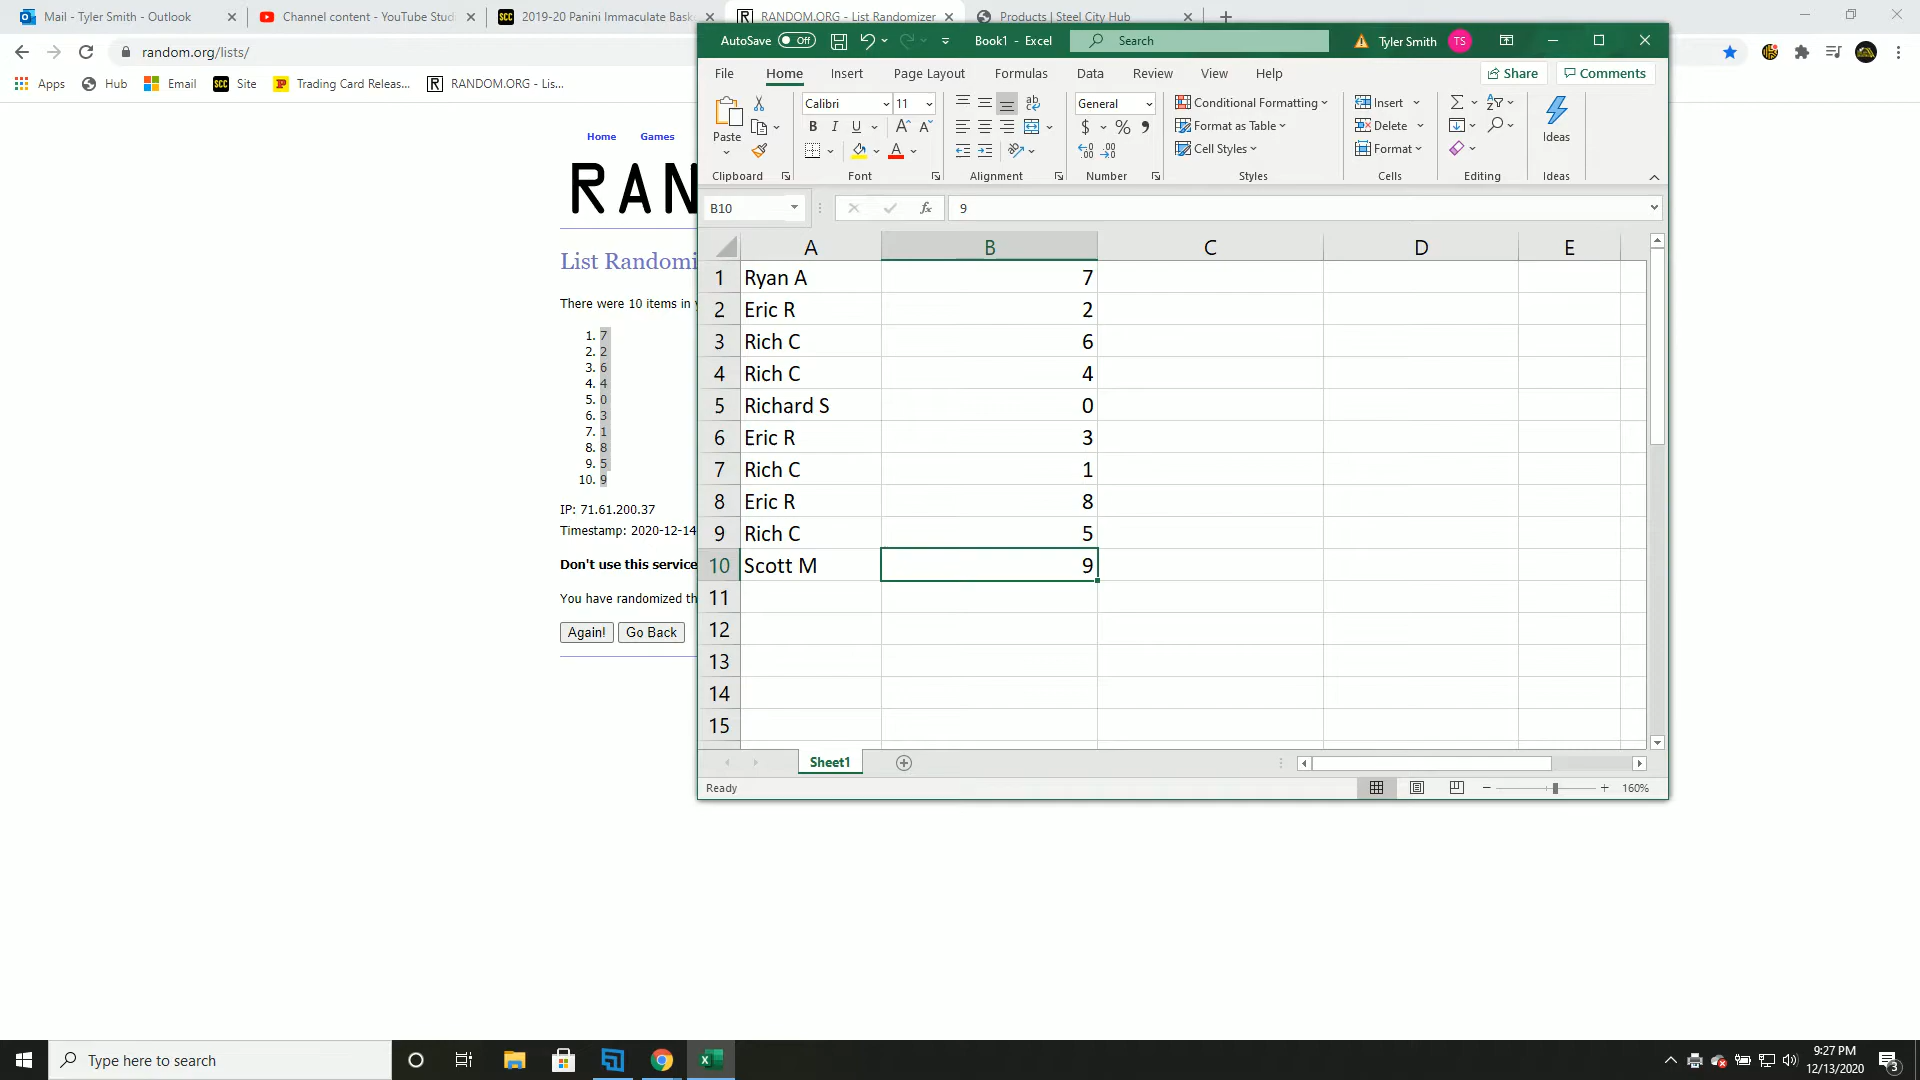 Mail - Tyler Smith - Outlook
Channel content - YouTube Stud
SCC 2019-20 Panini Immaculate Bask
R RANDOM.ORG - List Randomizer
Products | Steel City Hub
random.org/lists/
Apps Hub Email SCC Site Trading Card Releas... R RANDOM.ORG - Lis...
Home Games
RAN
List Randomi
There were 10 items in y
1. 7
2. 2
3. 6
4. 4
5. 0
6. 3
7. 1
8. 8
9. 5
10. 9
IP: 71.61.200.37
Timestamp: 2020-12-14
Don't use this service
You have randomized th
Again! Go Back
AutoSave Off Book1 - Excel Search Tyler Smith TS
File Home Insert Page Layout Formulas Data Review View Help Share Comments
Paste
Clipboard
Calibri 11
B I U A A
A
Font
ab
Alignment
General
$ % 9
Number
Conditional Formatting
Format as Table
Cell Styles
Styles
Insert
Delete
Format
Cells
Editing
Ideas
Ideas
B10 fx 9
A B C D E
1 Ryan A 7
2 Eric R 2
3 Rich C 6
4 Rich C 4
5 Richard S 0
6 Eric R 3
7 Rich C 1
8 Eric R 8
9 Rich C 5
10 Scott M 9
11
12
13
14
15
Sheet1
Ready 160%
Type here to search
9:27 PM
12/13/2020
3